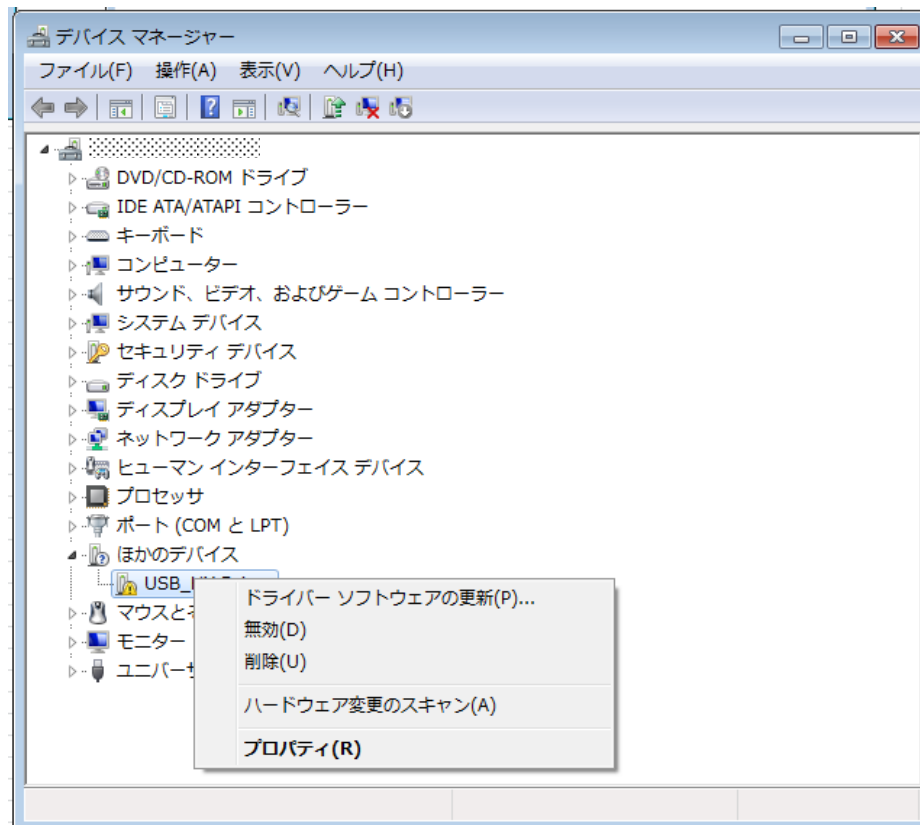 デバイス マネージャー
ファイル(F) 操作(A) 表示(V) ヘルプ(H)
DVD/CD-ROM ドライブ
IDE ATA/ATAPI コントローラー
キーボード
コンピューター
サウンド、ビデオ、およびゲーム コントローラー
システム デバイス
セキュリティ デバイス
ディスク ドライブ
ディスプレイ アダプター
ネットワーク アダプター
ヒューマン インターフェイス デバイス
プロセッサ
ポート (COM と LPT)
ほかのデバイス
USB_
マウスとそ
モニター
ユニバーサ
ドライバー ソフトウェアの更新(P)...
無効(D)
削除(U)
ハードウェア変更のスキャン(A)
プロパティ(R)